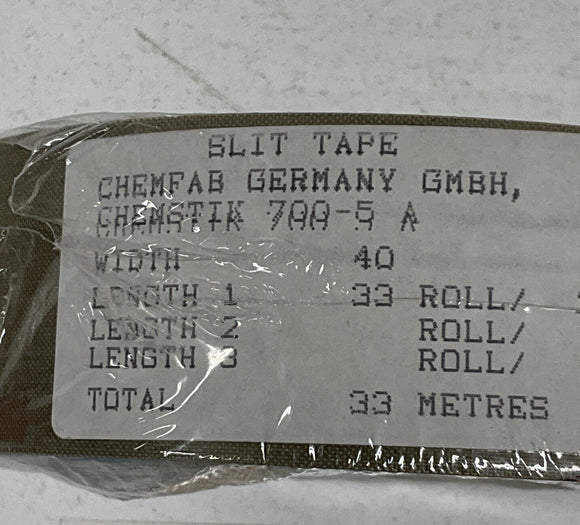 SLIT TAPE
CHEMFAB GERMANY GMBH,
CHEMSTIK 700-5 A
WIDTH 40
LENGTH 1 33 ROLL/
LENGTH 2 ROLL/
LENGTH 3 ROLL/
TOTAL 33 METRES